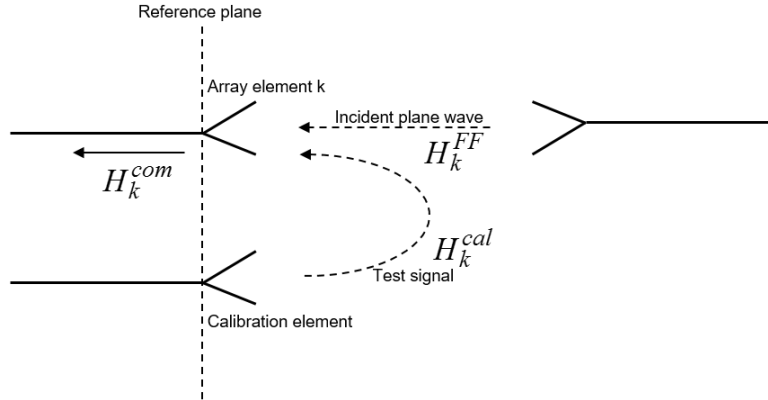 Reference plane
Array element k
Incident plane wave
H_k^{FF}
H_k^{com}
H_k^{cal}
Test signal
Calibration element